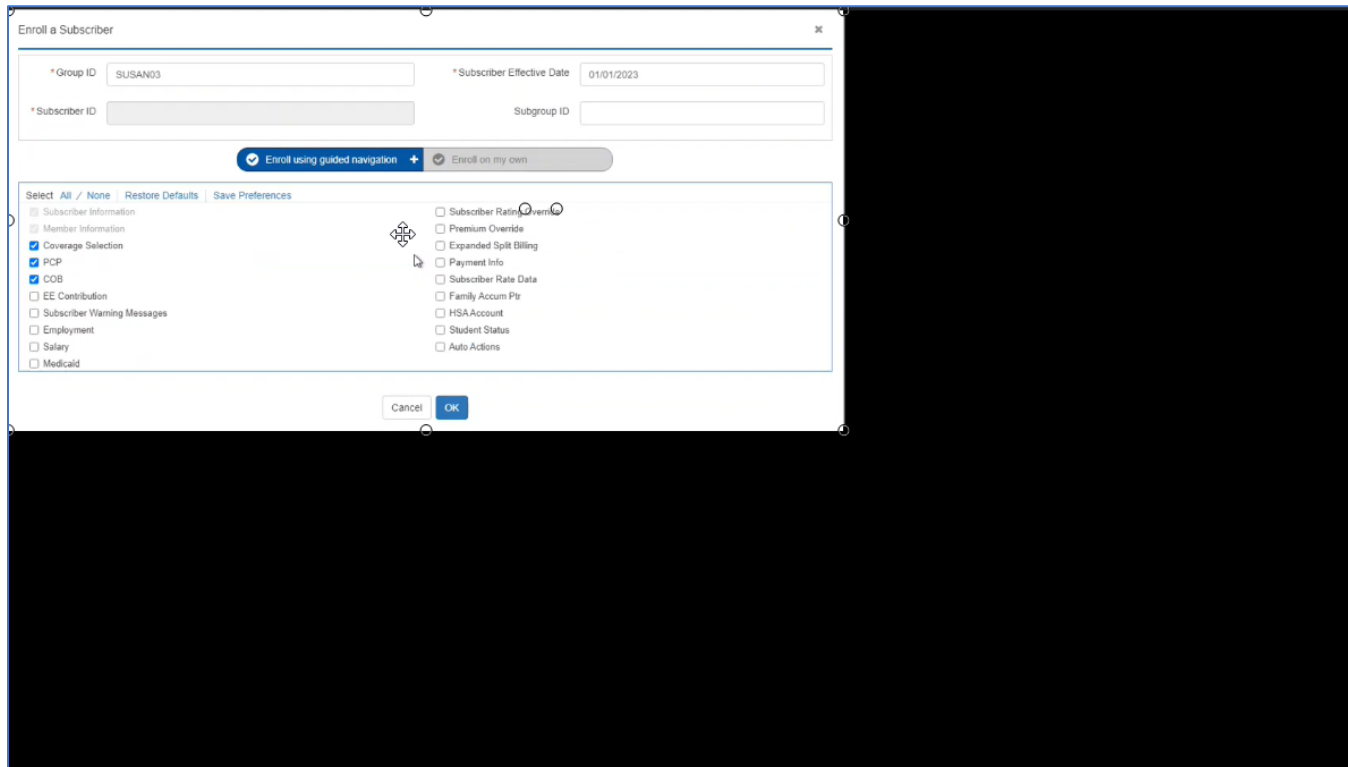 Enroll a Subscriber
* Group ID SUSAN03 * Subscriber Effective Date 01/01/2023
* Subscriber ID Subgroup ID
Enroll using guided navigation + Enroll on my own
Select All / None | Restore Defaults | Save Preferences
Subscriber Information
Member Information
Coverage Selection
PCP
COB
EE Contribution
Subscriber Warning Messages
Employment
Salary
Medicaid
Subscriber Rating Override
Premium Override
Expanded Split Billing
Payment Info
Subscriber Rate Data
Family Accum Ptr
HSA Account
Student Status
Auto Actions
Cancel OK